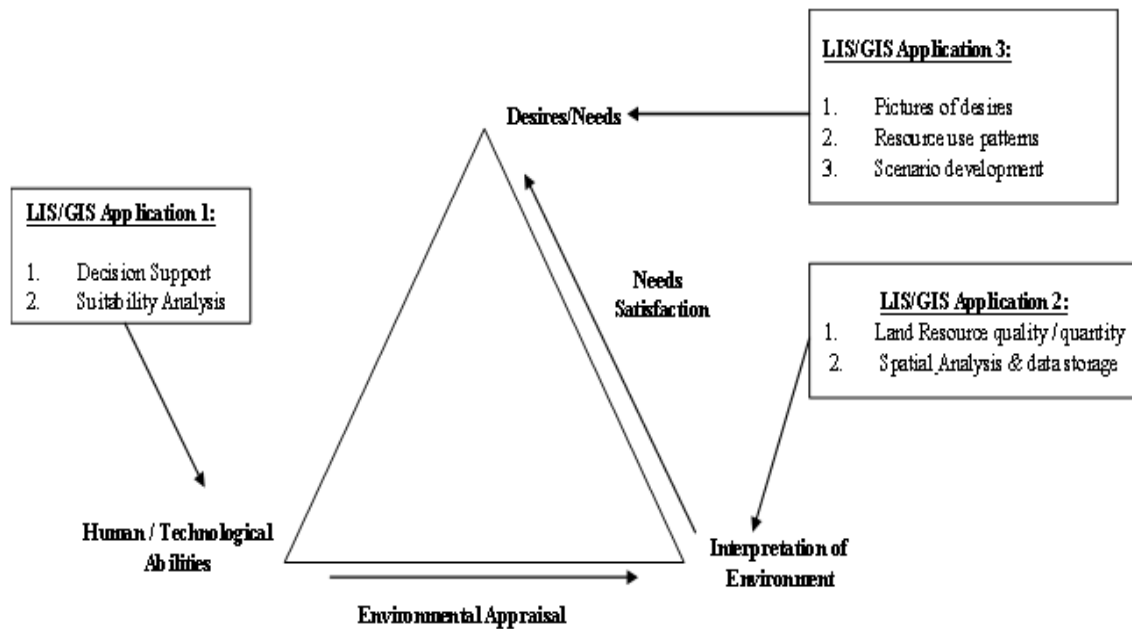 LIS/GIS Application 3:
1. Pictures of desires
2. Resource use patterns
3. Scenario development
Desires/Needs
LIS/GIS Application 1:
1. Decision Support
2. Suitability Analysis
Needs
Satisfaction
LIS/GIS Application 2:
1. Land Resource quality / quantity
2. Spatial Analysis & data storage
Human / Technological
Abilities
Interpretation of
Environment
Environmental Appraisal